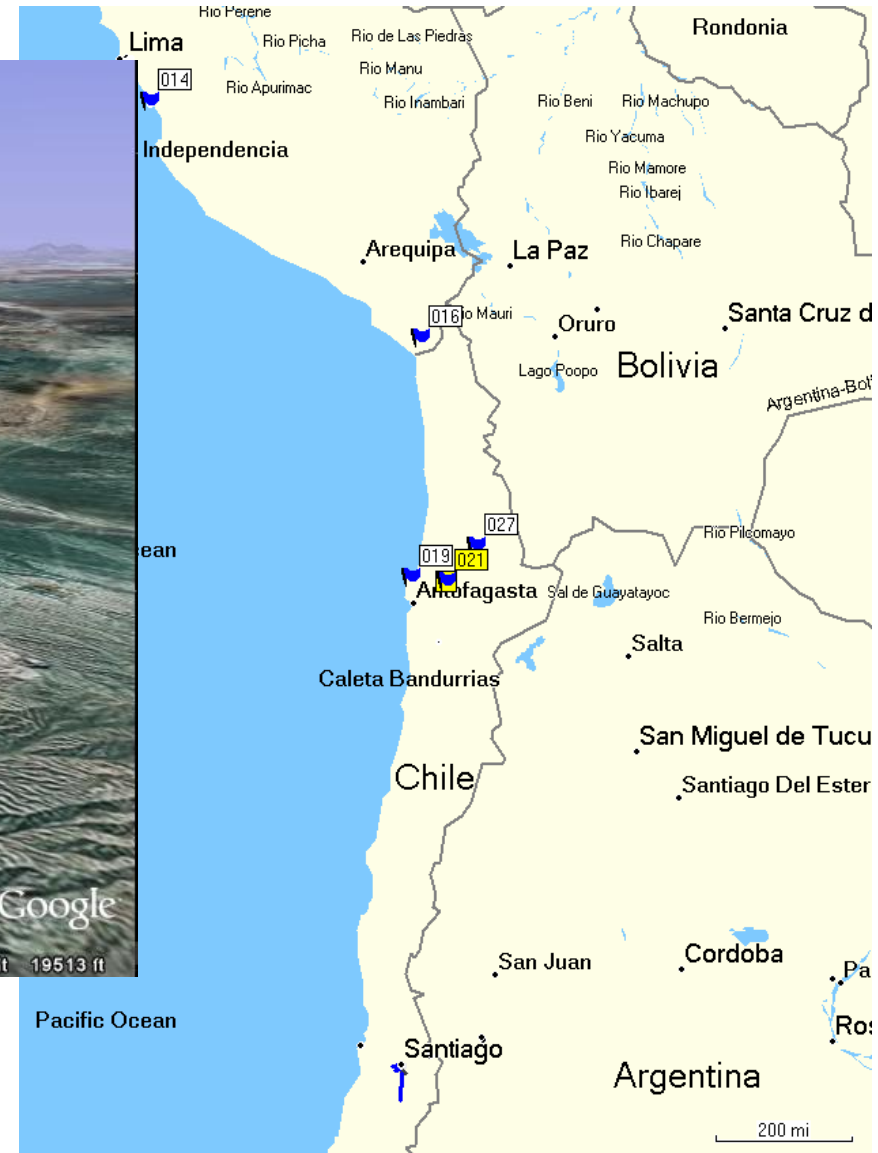 Rio Perene
Rondonia
Lima
Rio Picha
Rio de Las Piedras
Rio Manu
014
Rio Apurimac
Rio Inambari
Rio Beni
Rio Machupo
Rio Yacuma
Independencia
Rio Mamore
Rio Ibarej
Arequipa
La Paz
Rio Chapare
016
io Mauri
Oruro
Santa Cruz d
Lago Poopo
Bolivia
Argentina-Bol
027
Rio Pilcomayo
ean
019
021
Antofagasta
Sal de Guayatayoc
Rio Bermejo
Salta
Caleta Bandurrias
San Miguel de Tucu
Chile
Santiago Del Ester
Google
19513 ft
San Juan
Cordoba
Pa
Pacific Ocean
Ros
Santiago
Argentina
200 mi